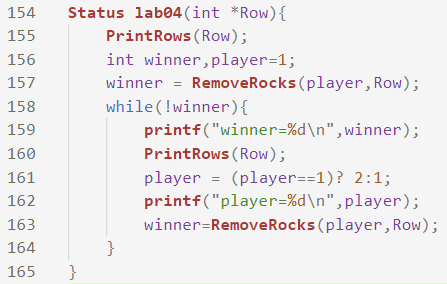 154 Status lab04(int *Row){
155     PrintRows(Row);
156     int winner,player=1;
157     winner = RemoveRocks(player,Row);
158     while(!winner){
159         printf("winner=%d\n",winner);
160         PrintRows(Row);
161         player = (player==1)? 2:1;
162         printf("player=%d\n",player);
163         winner=RemoveRocks(player,Row);
164     }
165 }